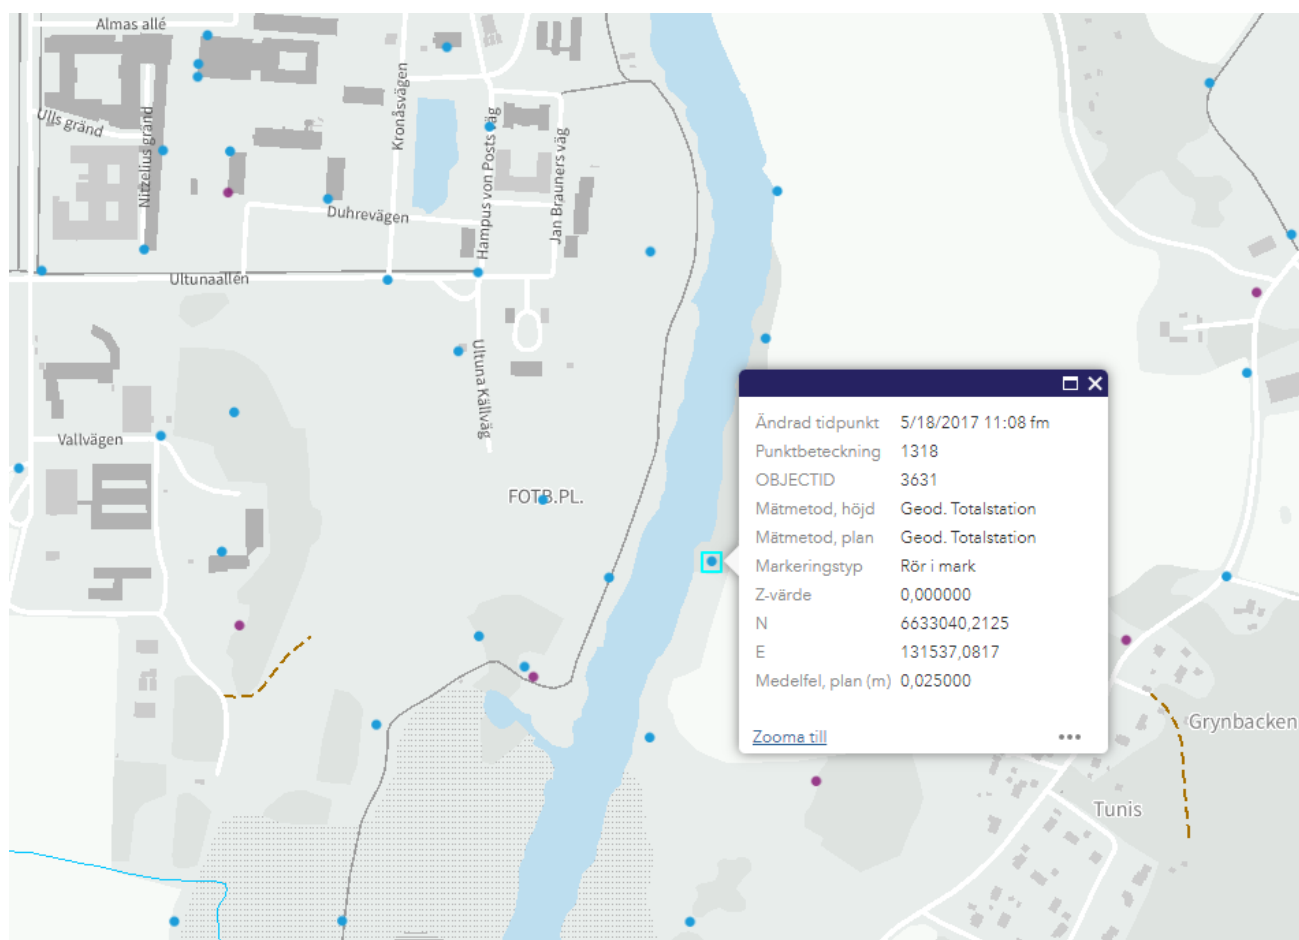 Almas allé
Ulls gränd
Nitzelius gränd
Kronåsvägen
Hampus von Posts väg
Jan Brauners väg
Duhrevägen
Ultunaallén
Ultuna Källväg
Vallvägen
FOTB.PL.
Ändrad tidpunkt 5/18/2017 11:08 fm
Punktbeteckning 1318
OBJECTID 3631
Mätmetod, höjd Geod. Totalstation
Mätmetod, plan Geod. Totalstation
Markeringstyp Rör i mark
Z-värde 0,000000
N 6633040,2125
E 131537,0817
Medelfel, plan (m) 0,025000
Zooma till
Grynbacken
Tunis